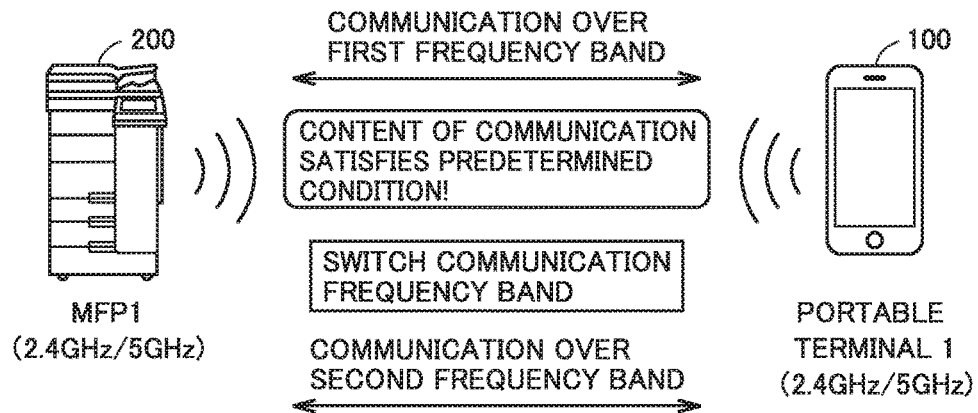 200
COMMUNICATION OVER
FIRST FREQUENCY BAND
100
CONTENT OF COMMUNICATION
SATISFIES PREDETERMINED
CONDITION!
SWITCH COMMUNICATION
FREQUENCY BAND
MFP1
(2.4GHz/5GHz)
COMMUNICATION OVER
SECOND FREQUENCY BAND
PORTABLE
TERMINAL 1
(2.4GHz/5GHz)